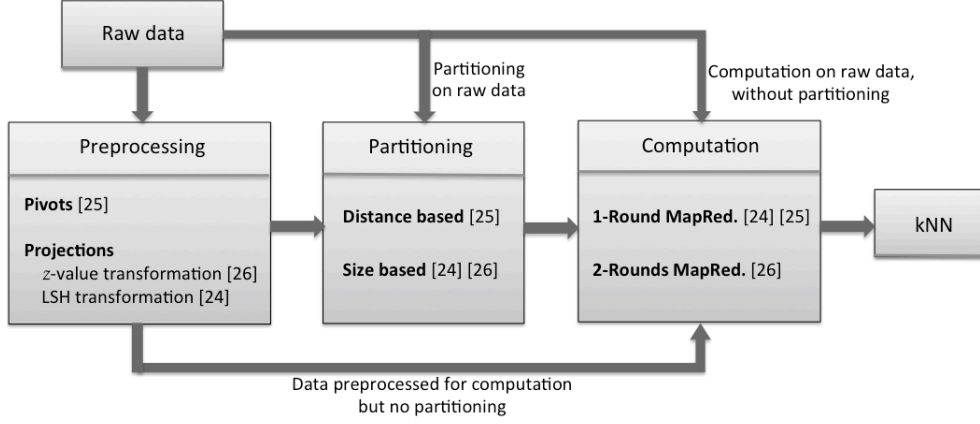 Raw data
Partitioning
on raw data
Computation on raw data,
without partitioning
Preprocessing
Pivots [25]
Projections
z-value transformation [26]
LSH transformation [24]
Partitioning
Distance based [25]
Size based [24] [26]
Computation
1-Round MapRed. [24] [25]
2-Rounds MapRed. [26]
kNN
Data preprocessed for computation
but no partitioning